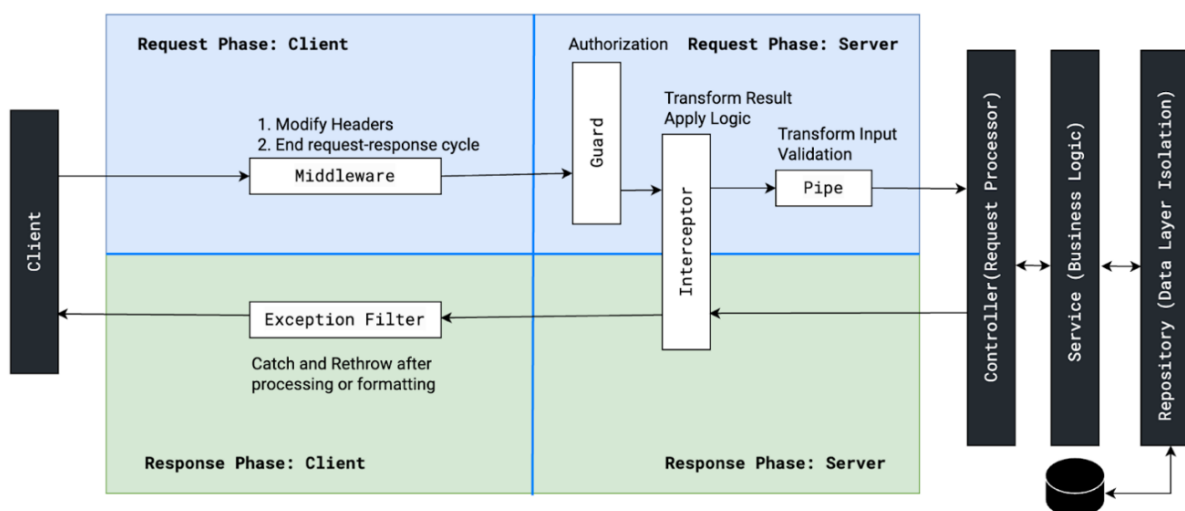 Request Phase: Client
Authorization
Request Phase: Server
1. Modify Headers
2. End request-response cycle
Middleware
Guard
Transform Result
Apply Logic
Interceptor
Transform Input
Validation
Pipe
Client
Controller(Request Processor)
Service (Business Logic)
Repository (Data Layer Isolation)
Exception Filter
Catch and Rethrow after
processing or formatting
Response Phase: Client
Response Phase: Server